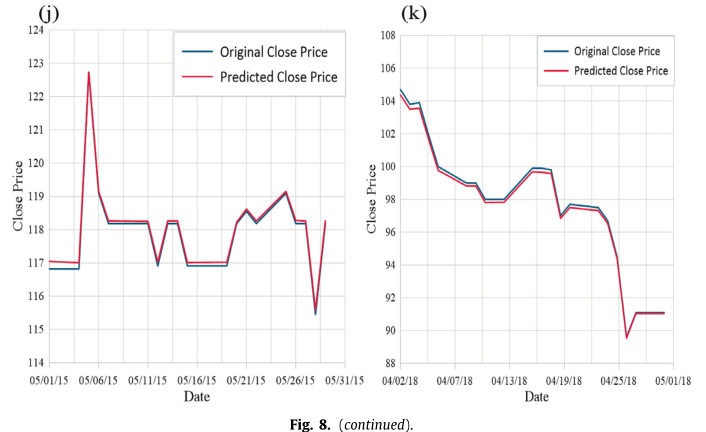 (j)
124
123
122
121
120
119
118
117
116
115
114
Close Price
05/01/15 05/06/15 05/11/15 05/16/15 05/21/15 05/26/15 05/31/15
Date
Original Close Price
Predicted Close Price
(k)
108
106
104
102
100
98
96
94
92
90
88
Close Price
04/02/18 04/07/18 04/13/18 04/19/18 04/25/18 05/01/18
Date
Original Close Price
Predicted Close Price
Fig. 8. (continued).